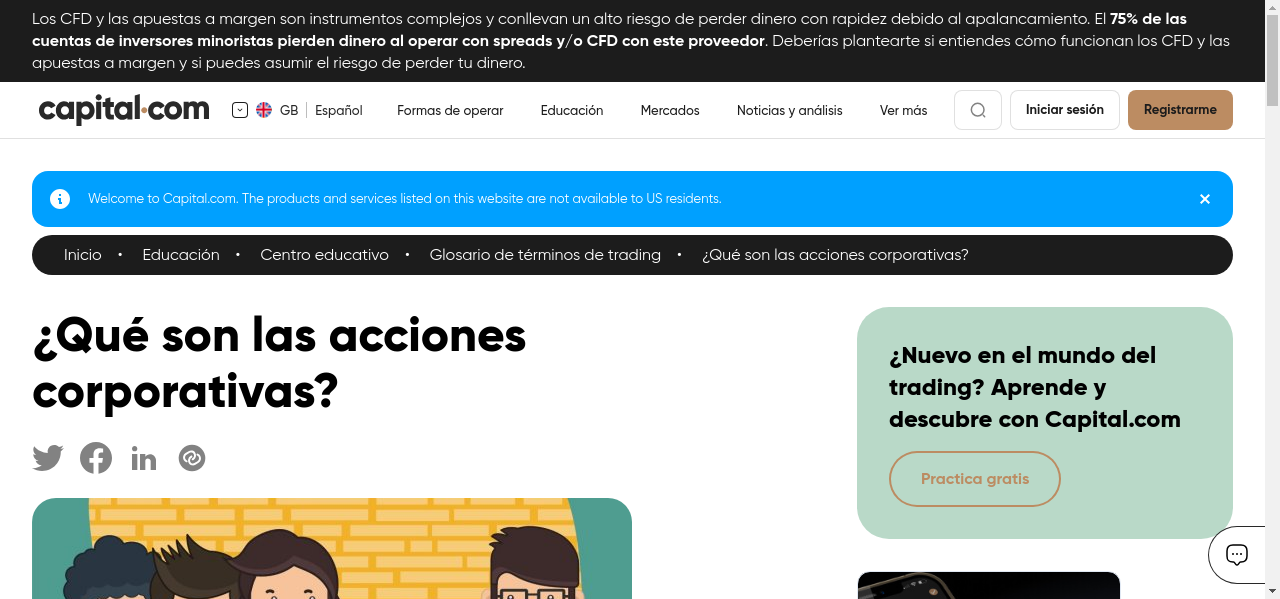 Los CFD y las apuestas a margen son instrumentos complejos y conllevan un alto riesgo de perder dinero con rapidez debido al apalancamiento. El 75% de las
cuentas de inversores minoristas pierden dinero al operar con spreads y/o CFD con este proveedor. Deberías plantearte si entiendes cómo funcionan los CFD y las
apuestas a margen y si puedes asumir el riesgo de perder tu dinero.
capital.com GB Español Formas de operar Educación Mercados Noticias y análisis Ver más Iniciar sesión Registrarme
Welcome to Capital.com. The products and services listed on this website are not available to US residents.
Inicio • Educación • Centro educativo • Glosario de términos de trading • ¿Qué son las acciones corporativas?
¿Qué son las acciones
corporativas?
¿Nuevo en el mundo del
trading? Aprende y
descubre con Capital.com
Practica gratis